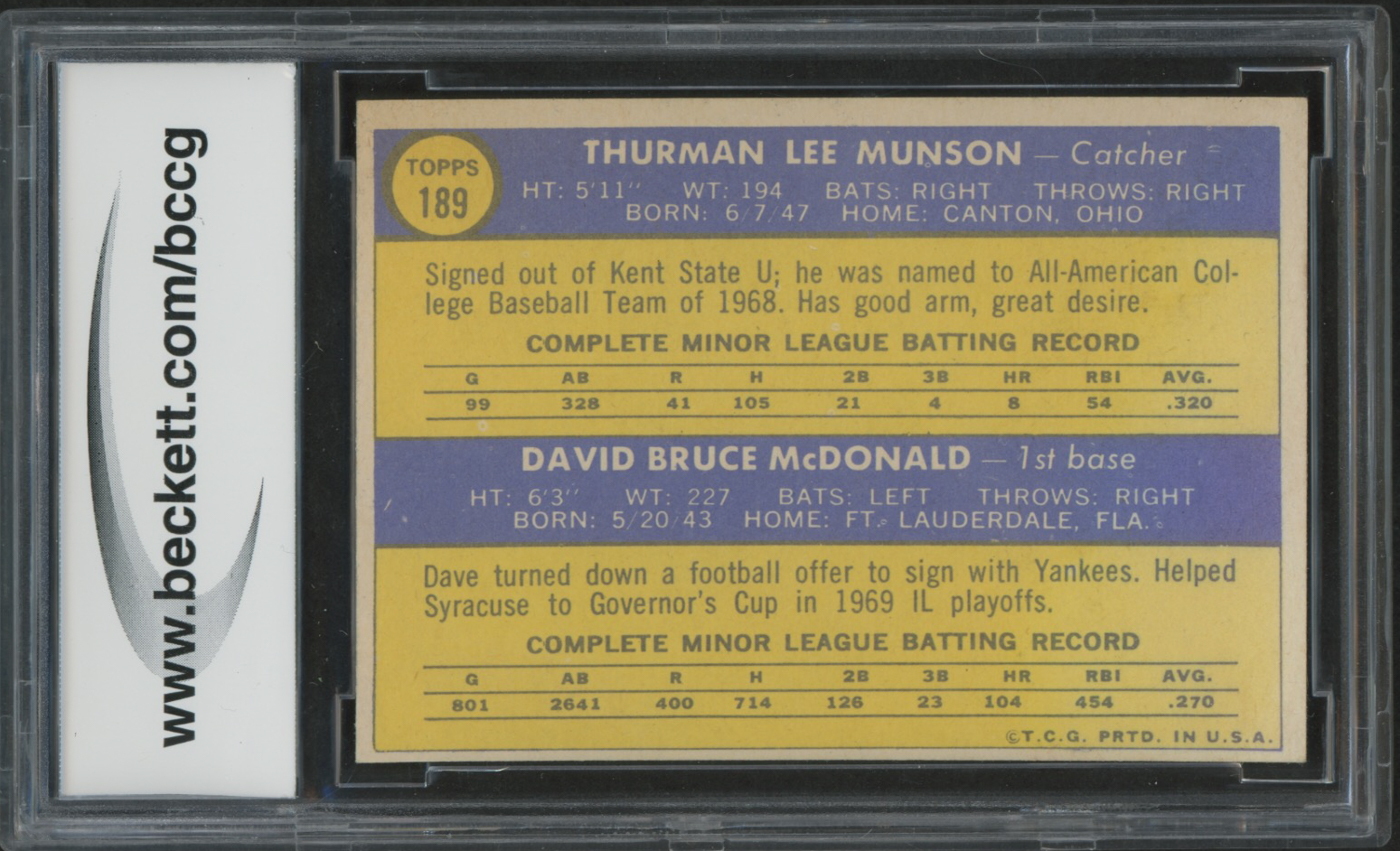 www.beckett.com/bccg
TOPPS
189
THURMAN LEE MUNSON — Catcher
HT: 5'11'' WT: 194 BATS: RIGHT THROWS: RIGHT
BORN: 6/7/47 HOME: CANTON, OHIO
Signed out of Kent State U; he was named to All-American Col-
lege Baseball Team of 1968. Has good arm, great desire.
COMPLETE MINOR LEAGUE BATTING RECORD
G AB R H 2B 3B HR RBI AVG.
99 328 41 105 21 4 8 54 .320
DAVID BRUCE McDONALD — 1st base
HT: 6'3'' WT: 227 BATS: LEFT THROWS: RIGHT
BORN: 5/20/43 HOME: FT. LAUDERDALE, FLA.
Dave turned down a football offer to sign with Yankees. Helped
Syracuse to Governor's Cup in 1969 IL playoffs.
COMPLETE MINOR LEAGUE BATTING RECORD
G AB R H 2B 3B HR RBI AVG.
801 2641 400 714 126 23 104 454 .270
©T.C.G. PRTD. IN U.S.A.